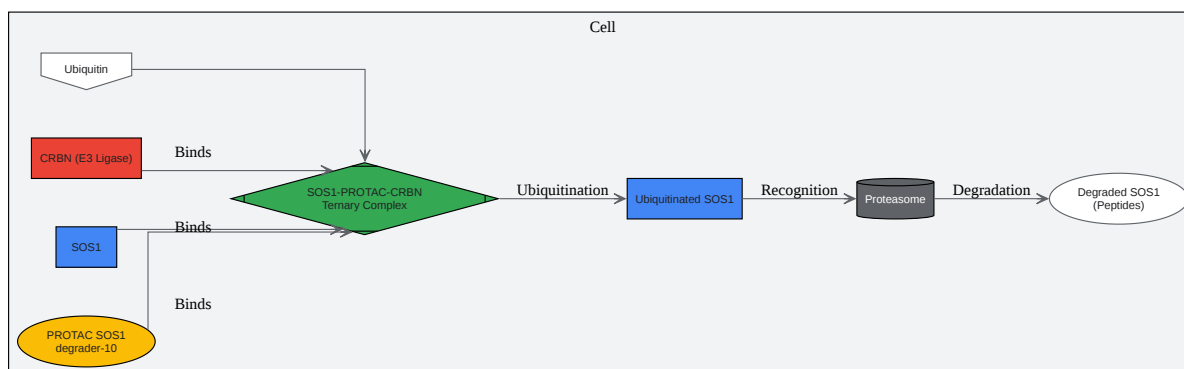 Cell
Ubiquitin
CRBN (E3 Ligase)
Binds
SOS1-PROTAC-CRBN
Ternary Complex
Ubiquitination
Ubiquitinated SOS1
Recognition
Proteasome
Degradation
Degraded SOS1
(Peptides)
Binds
SOS1
Binds
PROTAC SOS1
degrader-10